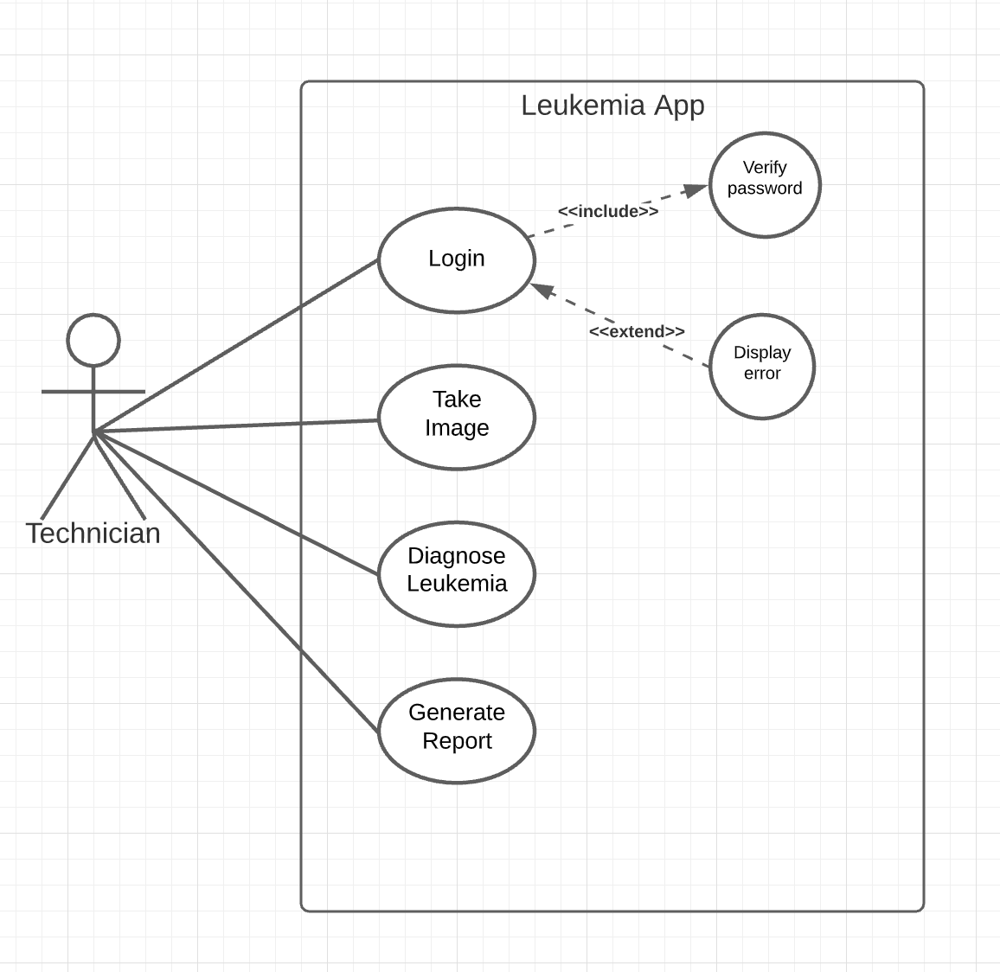 Leukemia App
Verify
password
<<include>>
Login
<<extend>>
Display
error
Take
Image
Technician
Diagnose
Leukemia
Generate
Report